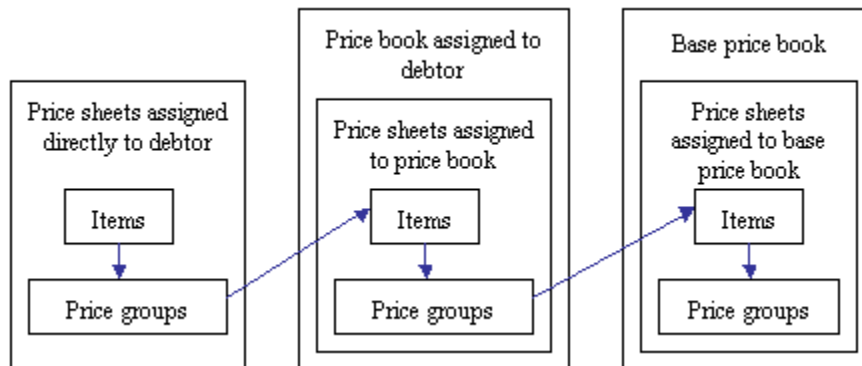 Price sheets assigned
directly to debtor
Items
Price groups
Price book assigned to
debtor
Price sheets assigned
to price book
Items
Price groups
Base price book
Price sheets
assigned to base
price book
Items
Price groups